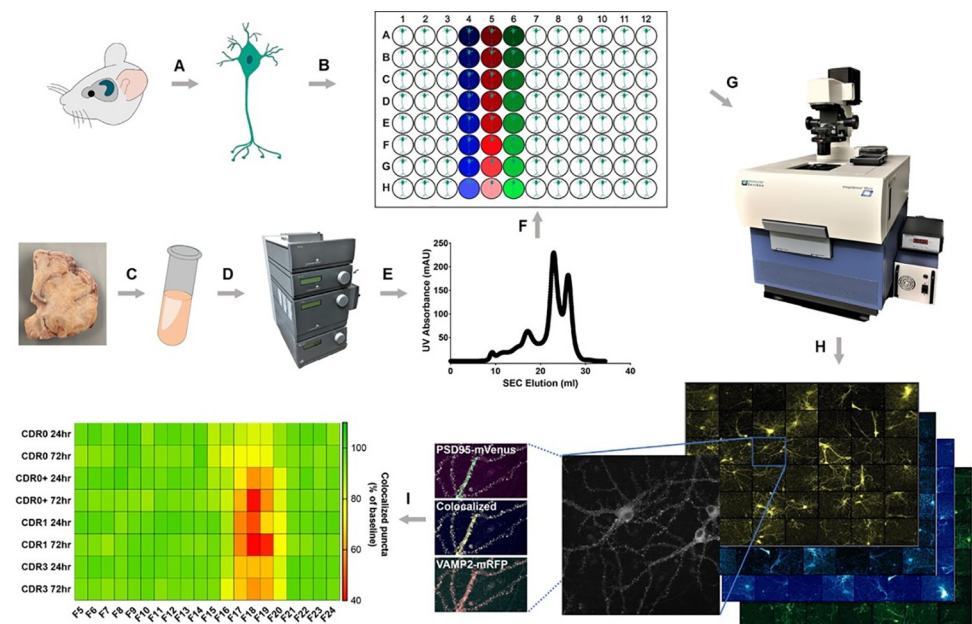 A
B
1 2 3 4 5 6 7 8 9 10 11 12
A
B
C
D
E
F
G
H
G
C
D
E
F
UV Absorbance (mAU)
250
200
150
100
50
0 10 20 30 40
SEC Elution (ml)
H
CDR0 24hr
CDR0 72hr
CDR0+ 24hr
CDR0+ 72hr
CDR1 24hr
CDR1 72hr
CDR3 24hr
CDR3 72hr
F5 F6 F7 F8 F9 F10 F11 F12 F13 F14 F15 F16 F17 F18 F19 F20 F21 F22 F23 F24
100
80
60
40
Colocalized puncta
(% of baseline)
I
PSD95-mVenus
Colocalized
VAMP2-mRFP